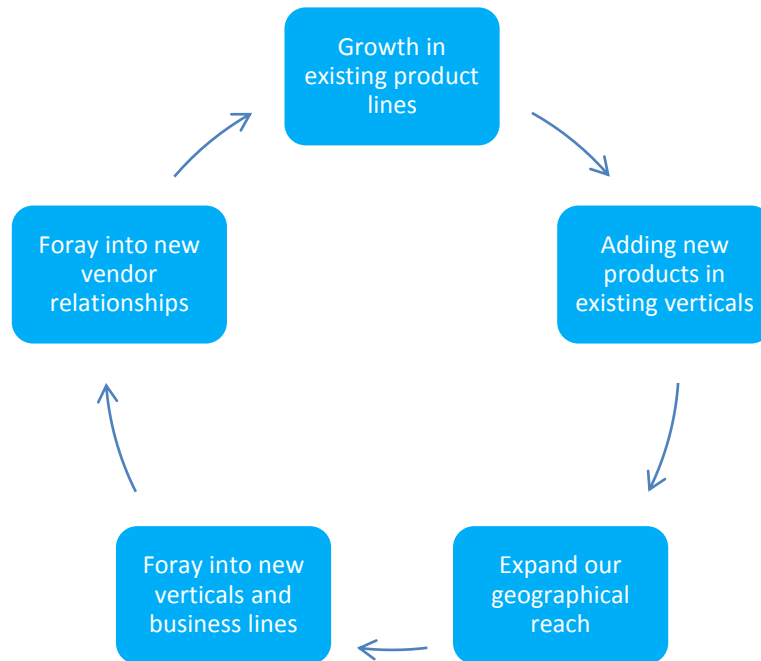 Growth in
existing product
lines
Adding new
products in
existing verticals
Expand our
geographical
reach
Foray into new
verticals and
business lines
Foray into new
vendor
relationships